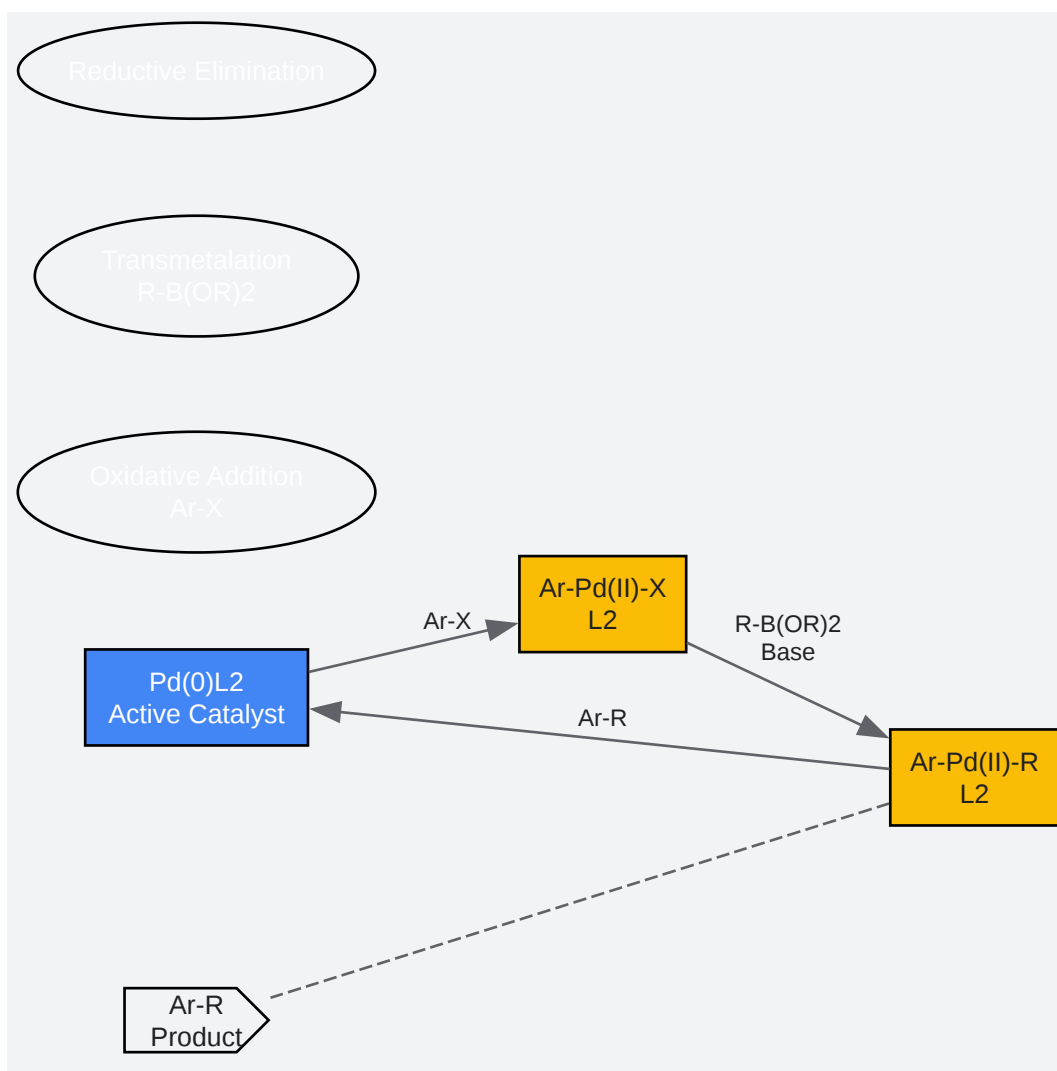 Reductive Elimination
Transmetalation
R-B(OR)2
Oxidative Addition
Ar-X
Ar-Pd(II)-X
L2
Ar-X
R-B(OR)2
Base
Pd(0)L2
Active Catalyst
Ar-R
Ar-Pd(II)-R
L2
Ar-R
Product